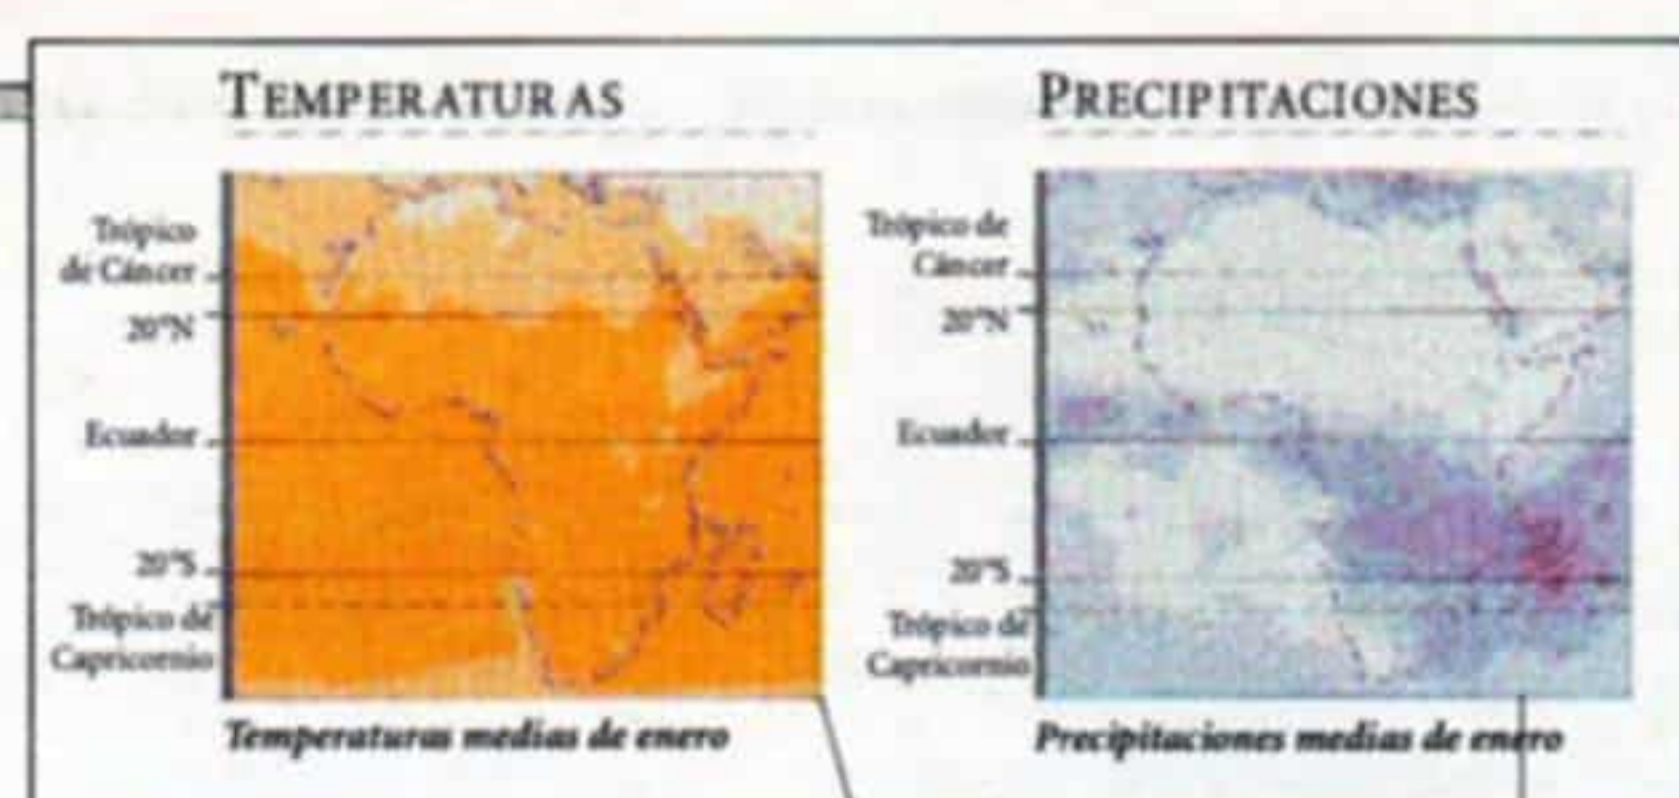 TEMPERATURAS
Trópico
de Cáncer
20°N
Ecuador
20°S
Trópico de
Capricornio
Temperaturas medias de enero
PRECIPITACIONES
Trópico de
Cáncer
20°N
Ecuador
20°S
Trópico de
Capricornio
Precipitaciones medias de enero